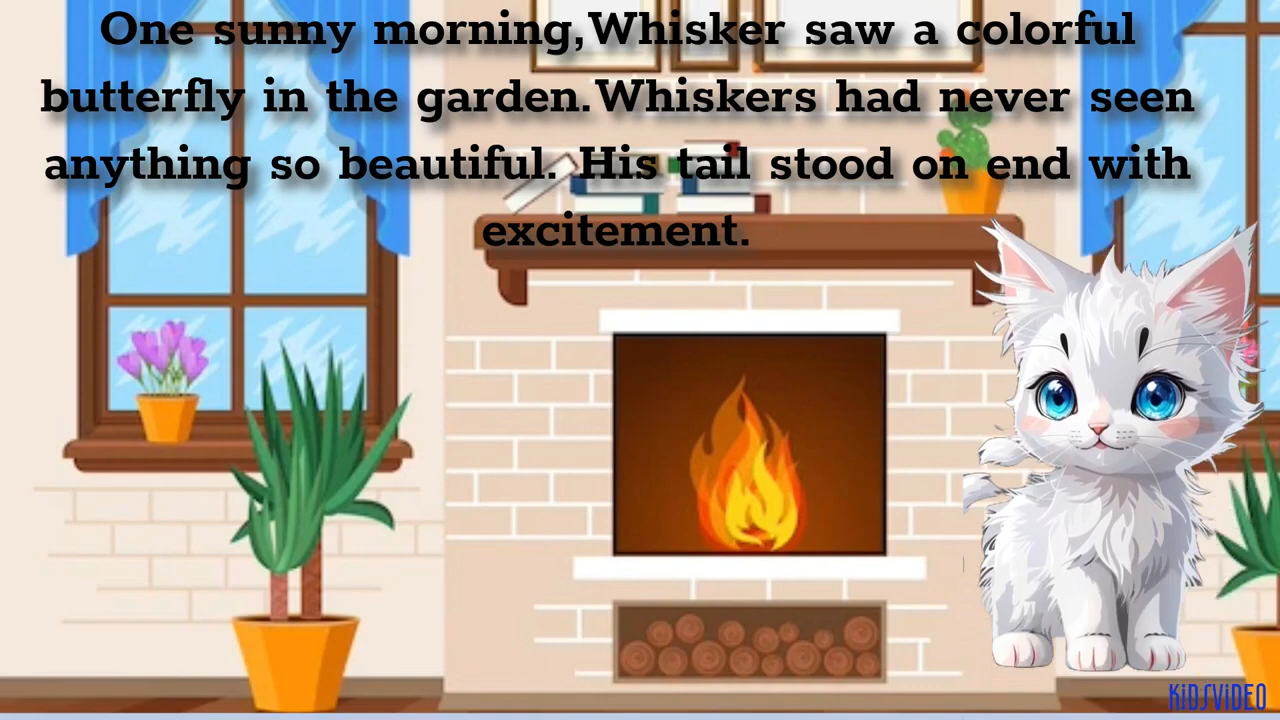 One sunny morning,Whisker saw a colorful
butterfly in the garden.Whiskers had never seen
anything so beautiful. His tail stood on end with
excitement.
KiDSViDEO